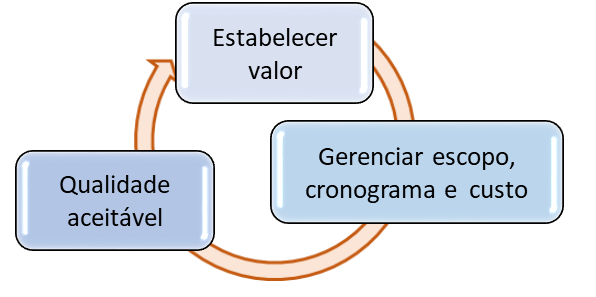 Estabelecer
valor
Gerenciar escopo,
cronograma e custo
Qualidade
aceitável